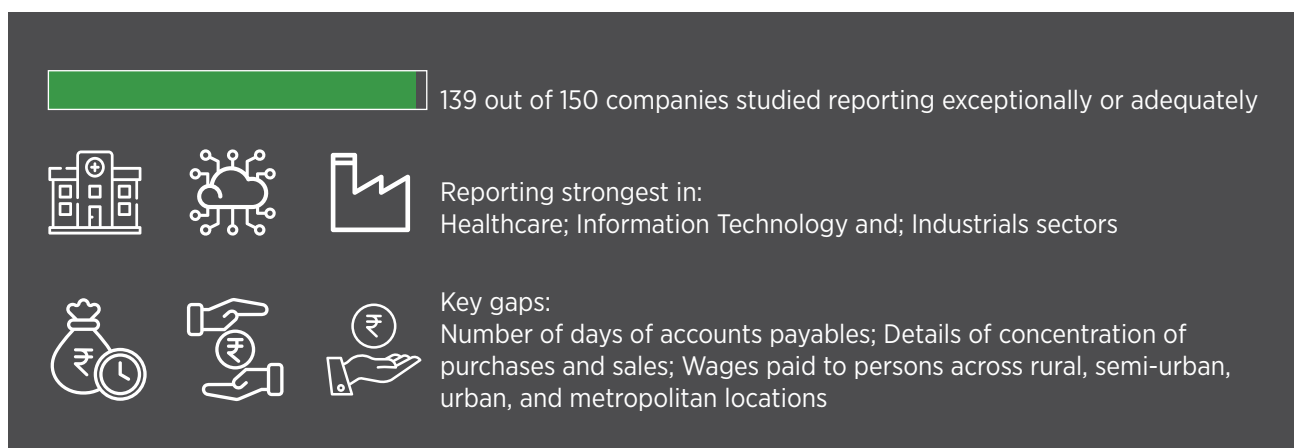 139 out of 150 companies studied reporting exceptionally or adequately
Reporting strongest in:
Healthcare; Information Technology and; Industrials sectors
Key gaps:
Number of days of accounts payables; Details of concentration of
purchases and sales; Wages paid to persons across rural, semi-urban,
urban, and metropolitan locations
₹
₹
₹